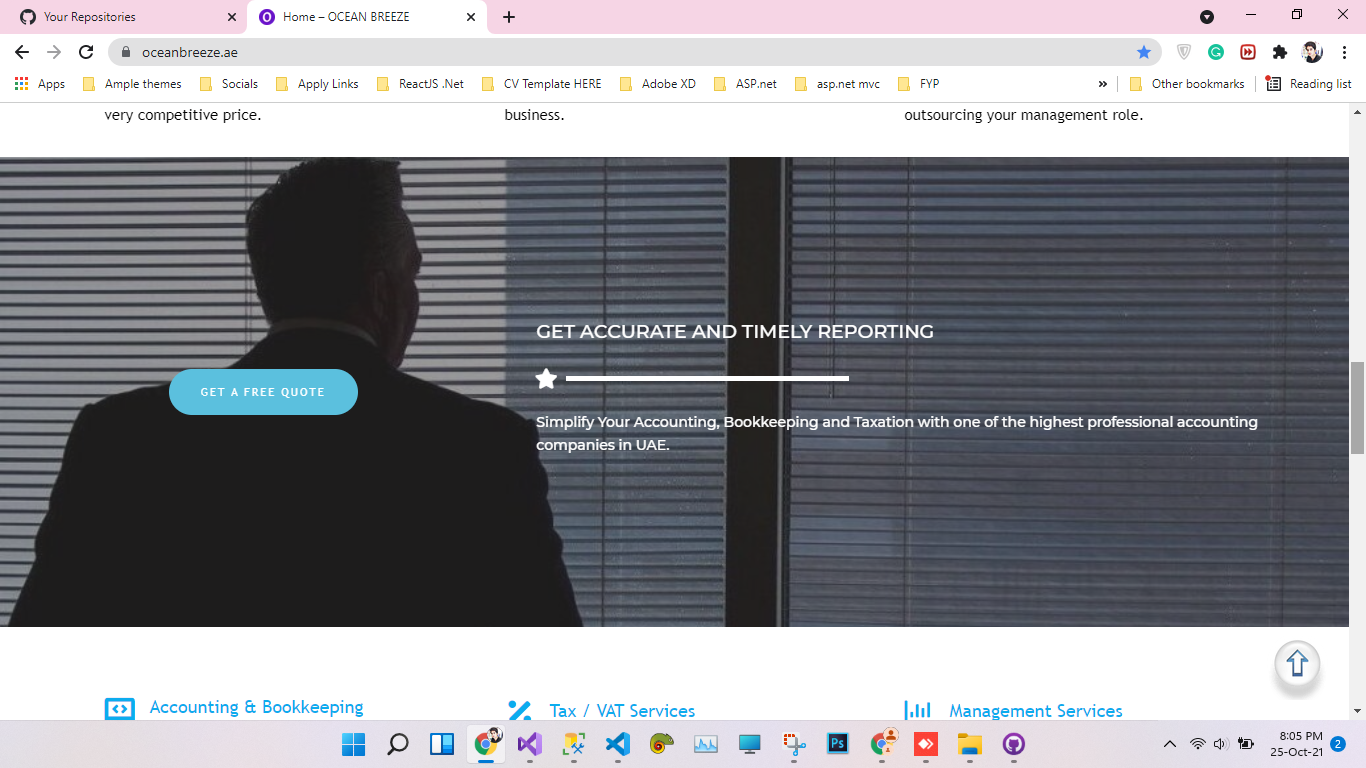 Your Repositories
Home – OCEAN BREEZE
oceanbreeze.ae
Apps
Ample themes
Socials
Apply Links
ReactJS .Net
CV Template HERE
Adobe XD
ASP.net
asp.net mvc
FYP
»
Other bookmarks
Reading list
very competitive price.
business.
outsourcing your management role.
GET ACCURATE AND TIMELY REPORTING
GET A FREE QUOTE
Simplify Your Accounting, Bookkeeping and Taxation with one of the highest professional accounting
companies in UAE.
Accounting & Bookkeeping
Tax / VAT Services
Management Services
Ps
8:05 PM
25-Oct-21
2